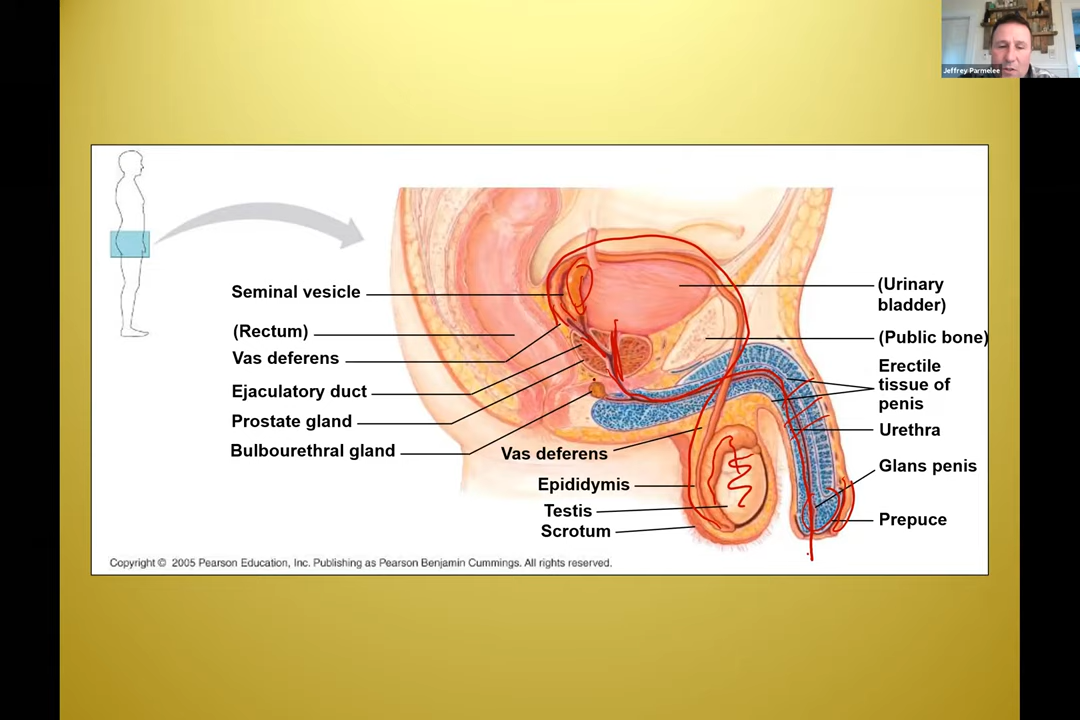 Jeffrey Parmelee
Seminal vesicle
(Rectum)
Vas deferens
Ejaculatory duct
Prostate gland
Bulbourethral gland
Vas deferens
Epididymis
Testis
Scrotum
(Urinary
bladder)
(Public bone)
Erectile
tissue of
penis
Urethra
Glans penis
Prepuce
Copyright © 2005 Pearson Education, Inc. Publishing as Pearson Benjamin Cummings. All rights reserved.